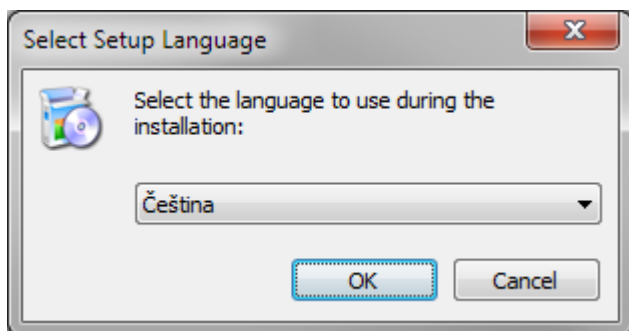 Select Setup Language
Select the language to use during the
installation:
Čeština
OK
Cancel